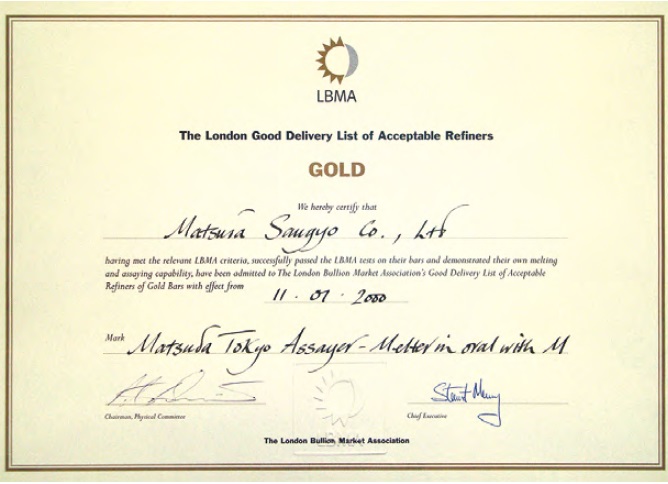 LBMA
The London Good Delivery List of Acceptable Refiners
GOLD
We hereby certify that
Matsuda Sangyo Co., Ltd
having met the relevant LBMA criteria, successfully passed the LBMA tests on their bars and demonstrated their own melting
and assaying capability, have been admitted to The London Bullion Market Association's Good Delivery List of Acceptable
Refiners of Gold Bars with effect from
11 . 01 . 2000
Mark Matsuda Tokyo Assayer - Melter in oval with M
Chairman, Physical Committee
Chief Executive
LBMA
The London Bullion Market Association